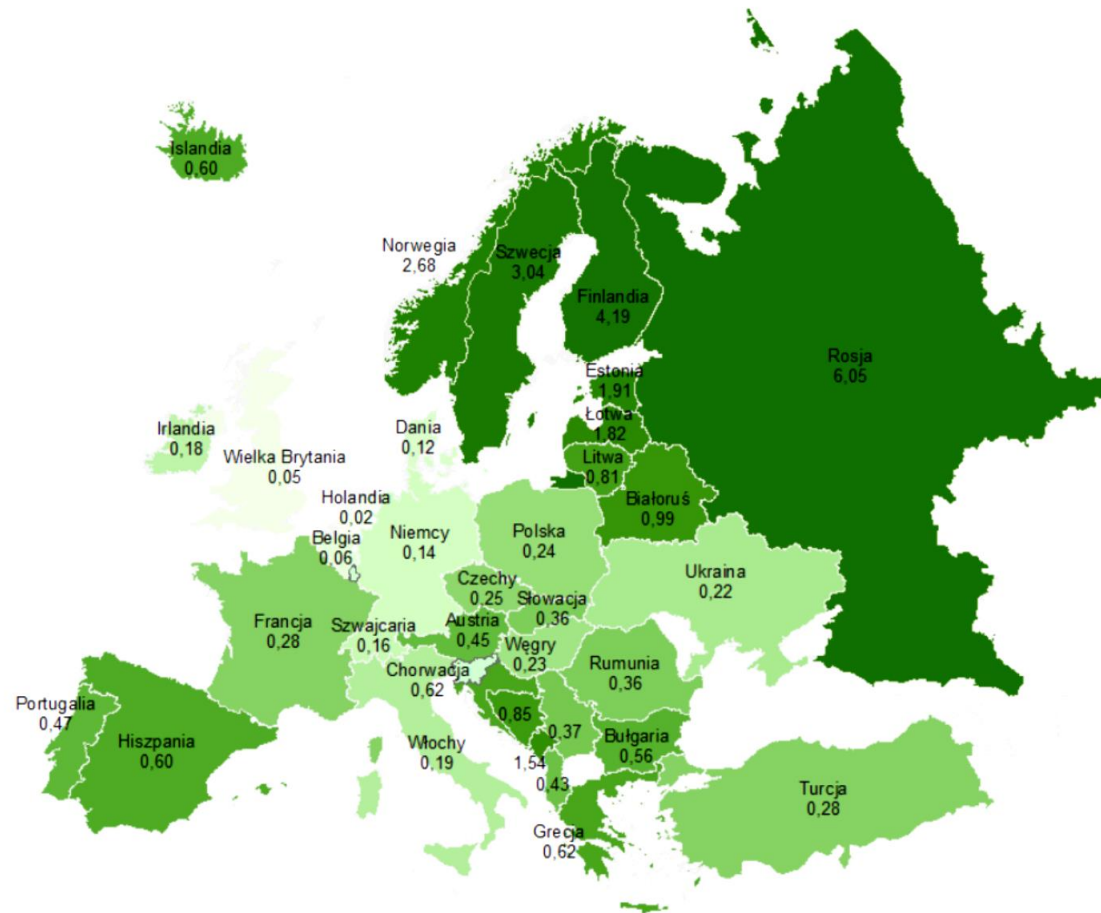 Islandia
0,60
Norwegia
2,68
Szwecja
3,04
Finlandia
4,19
Rosja
6,05
Estonia
1,91
Łotwa
1,82
Litwa
0,81
Białoruś
0,99
Irlandia
0,18
Wielka Brytania
0,05
Dania
0,12
Holandia
0,02
Belgia
0,06
Niemcy
0,14
Polska
0,24
Ukraina
0,22
Czechy
0,25
Słowacja
0,36
Francja
0,28
Szwajcaria
0,16
Austria
0,45
Węgry
0,23
Rumunia
0,36
Chorwacja
0,62
Portugalia
0,47
Hiszpania
0,60
Włochy
0,19
0,85
0,37
Bułgaria
0,56
1,54
0,43
Turcja
0,28
Grecja
0,62